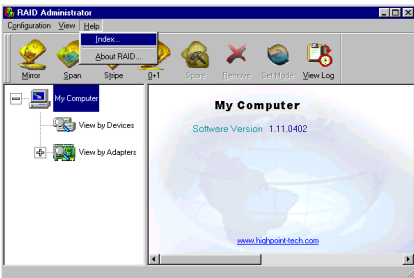 RAID Administrator
Configuration View Help
Index...
About RAID...
Mirror Span Stripe 0+1 Spare Remove Set Mode View Log
My Computer
View by Devices
View by Adapters
My Computer
Software Version 1.11.0402
www.highpoint-tech.com